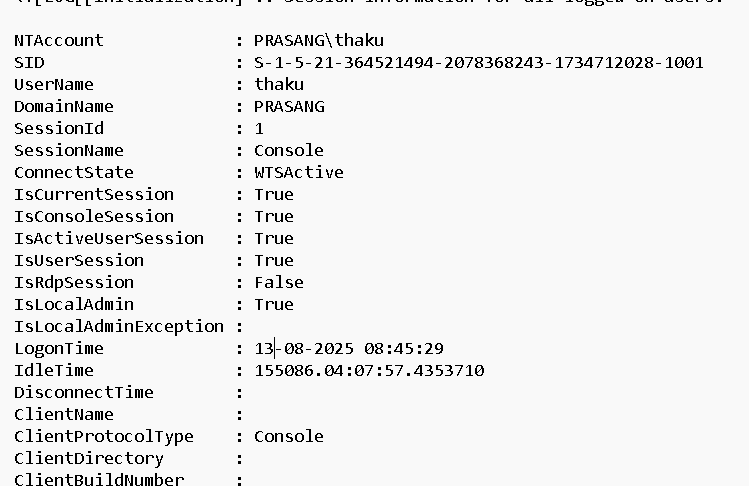 [Initialization] :: Session information for all logged on users:
NTAccount : PRASANG\thaku
SID : S-1-5-21-364521494-2078368243-1734712028-1001
UserName : thaku
DomainName : PRASANG
SessionId : 1
SessionName : Console
ConnectState : WTSActive
IsCurrentSession : True
IsConsoleSession : True
IsActiveUserSession : True
IsUserSession : True
IsRdpSession : False
IsLocalAdmin : True
IsLocalAdminException :
LogonTime : 13-08-2025 08:45:29
IdleTime : 155086.04:07:57.4353710
DisconnectTime :
ClientName :
ClientProtocolType : Console
ClientDirectory :
ClientBuildNumber :